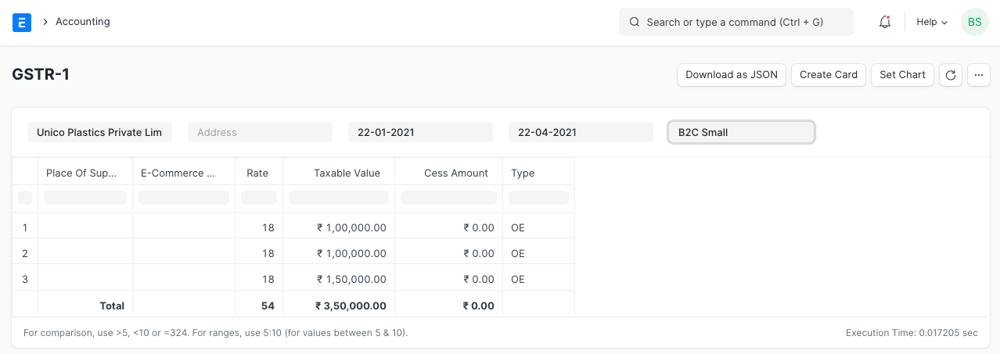 E > Accounting Search or type a command (Ctrl + G) Help BS
GSTR-1 Download as JSON Create Card Set Chart ...
Unico Plastics Private Lim Address 22-01-2021 22-04-2021 B2C Small
Place Of Sup... E-Commerce ... Rate Taxable Value Cess Amount Type
1 18 ₹ 1,00,000.00 ₹ 0.00 OE
2 18 ₹ 1,00,000.00 ₹ 0.00 OE
3 18 ₹ 1,50,000.00 ₹ 0.00 OE
Total 54 ₹ 3,50,000.00 ₹ 0.00
For comparison, use >5, <10 or =324. For ranges, use 5:10 (for values between 5 & 10). Execution Time: 0.017205 sec